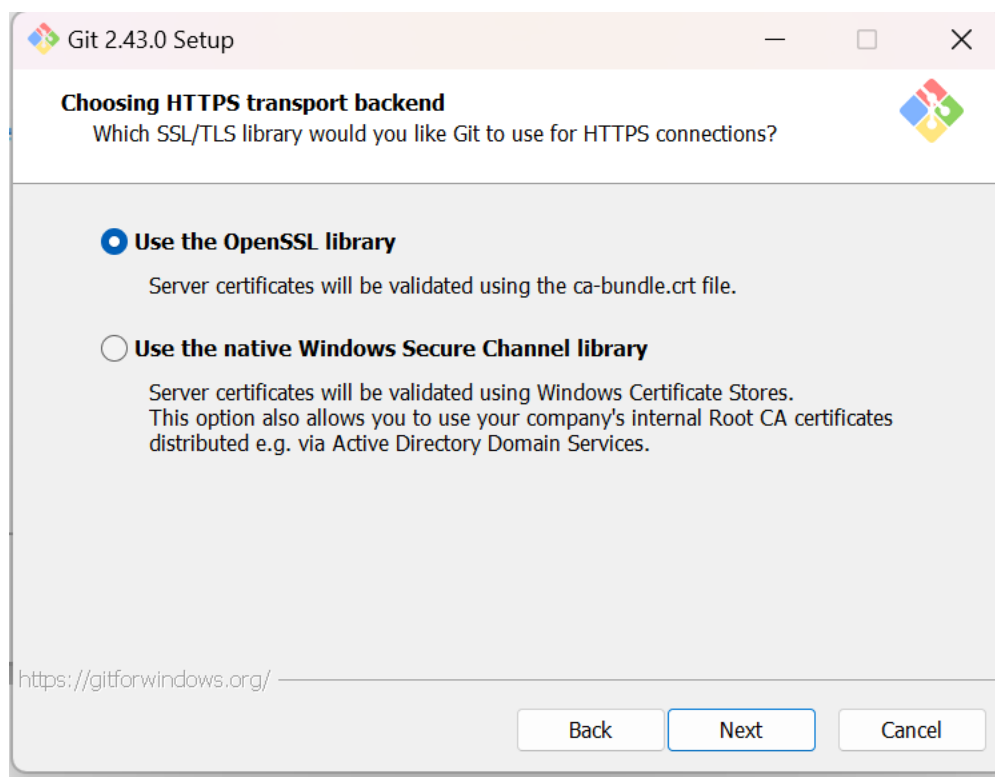 Git 2.43.0 Setup
Choosing HTTPS transport backend
Which SSL/TLS library would you like Git to use for HTTPS connections?
Use the OpenSSL library
Server certificates will be validated using the ca-bundle.crt file.
Use the native Windows Secure Channel library
Server certificates will be validated using Windows Certificate Stores.
This option also allows you to use your company's internal Root CA certificates
distributed e.g. via Active Directory Domain Services.
https://gitforwindows.org/
Back
Next
Cancel